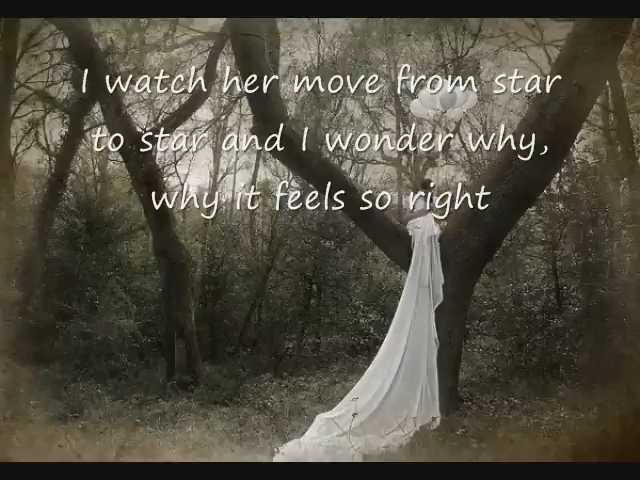 I watch her move from star
to star and I wonder why,
why it feels so right